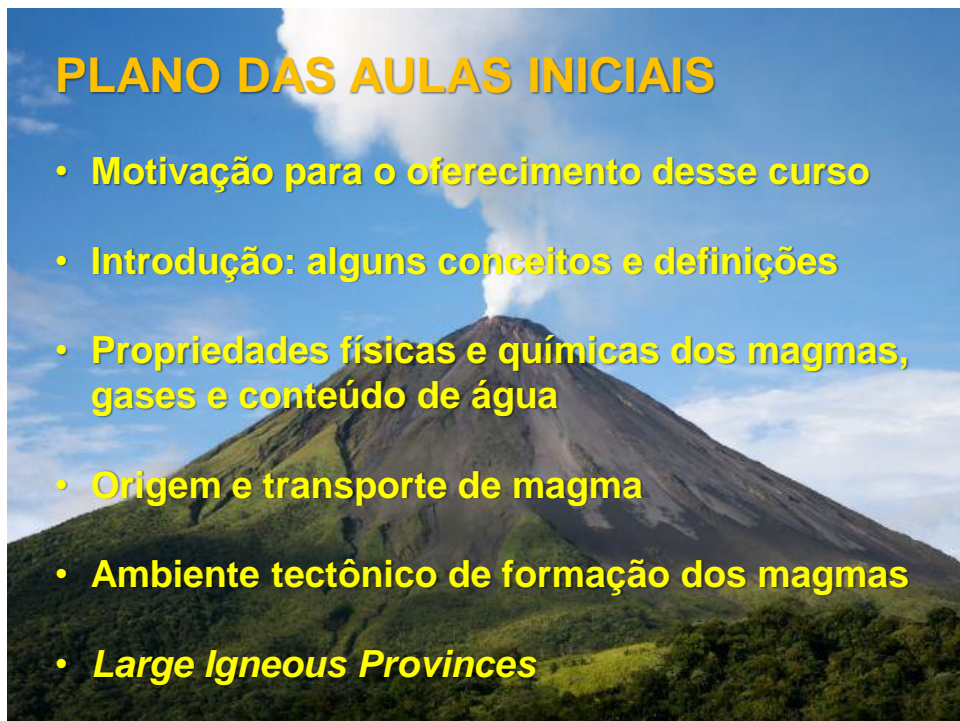 PLANO DAS AULAS INICIAIS
• Motivação para o oferecimento desse curso
• Introdução: alguns conceitos e definições
• Propriedades físicas e químicas dos magmas,
gases e conteúdo de água
• Origem e transporte de magma
• Ambiente tectônico de formação dos magmas
• Large Igneous Provinces